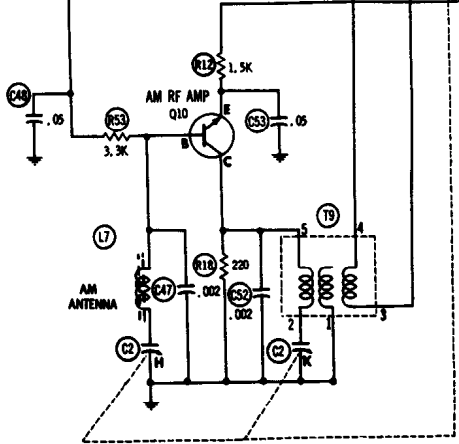 R12
1.5K
C48
.05
AM RF AMP
Q10
E
R53
3.3K
B
C53
.05
C
T9
5
4
L7
R18
220
AM
ANTENNA
C47
.002
C52
.002
2
1
3
C2
H
C2
K